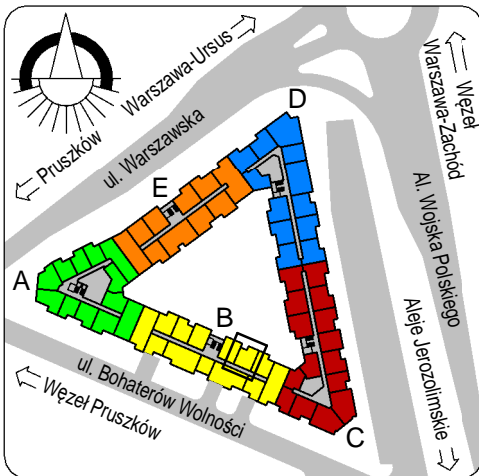 Warszawa-Ursus
Pruszków
ul. Warszawska
Węzeł
Warszawa-Zachód
Al. Wojska Polskiego
Aleje Jerozolimskie
D
E
A
B
C
ul. Bohaterów Wolności
Węzeł Pruszków